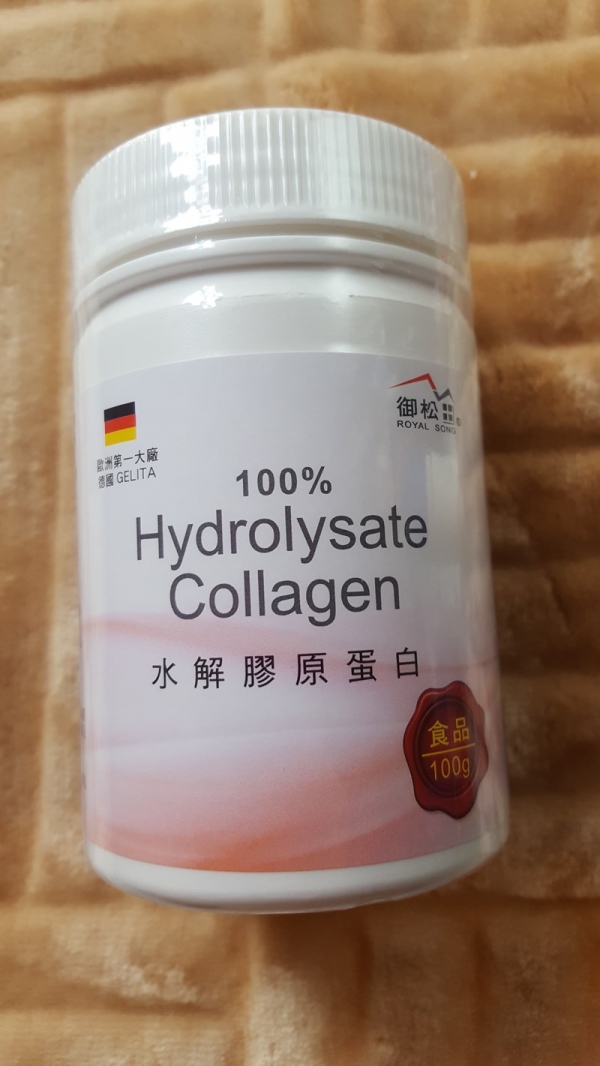 御松
ROYAL
歐洲第一大廠
德國 GELITA
100%
Hydrolysate
Collagen
水解膠原蛋白
食品
100g